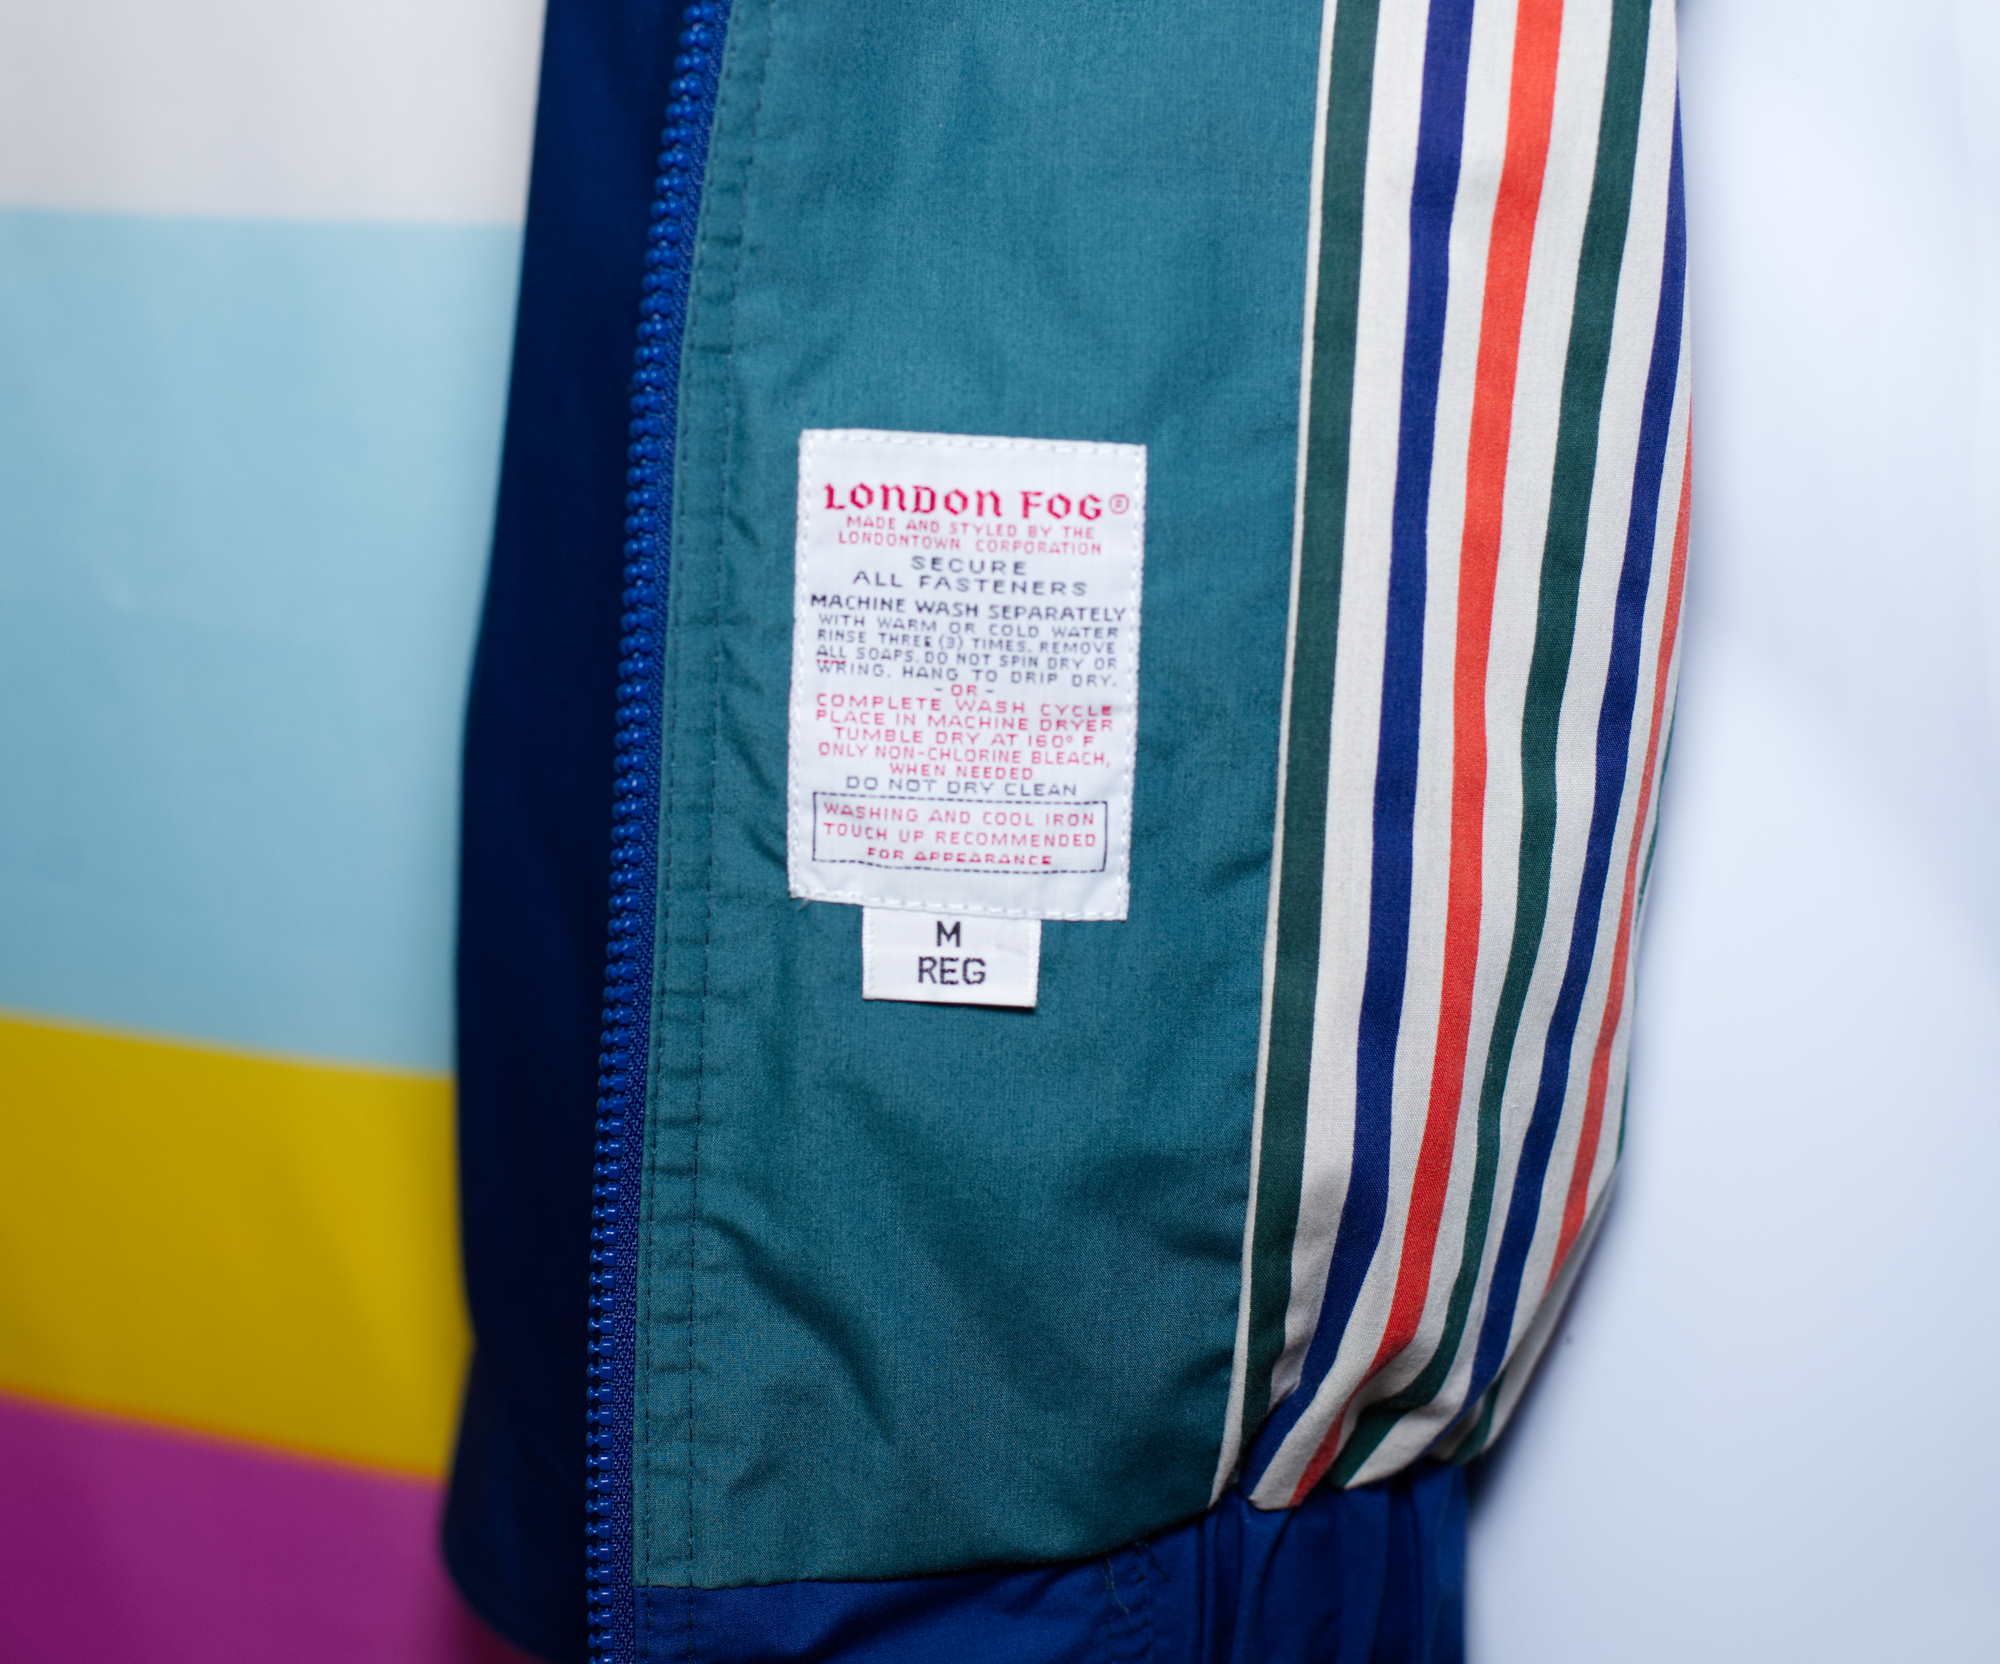 LONDON FOG®
MADE AND STYLED BY THE
LONDONTOWN CORPORATION
SECURE
ALL FASTENERS
MACHINE WASH SEPARATELY
WITH WARM OR COLD WATER
RINSE THREE (3) TIMES. REMOVE
ALL SOAPS. DO NOT SPIN DRY OR
WRING. HANG TO DRIP DRY.
- OR -
COMPLETE WASH CYCLE
PLACE IN MACHINE DRYER
TUMBLE DRY AT 160° F
ONLY NON-CHLORINE BLEACH,
WHEN NEEDED
DO NOT DRY CLEAN
WASHING AND COOL IRON
TOUCH UP RECOMMENDED
FOR APPEARANCE
M
REG